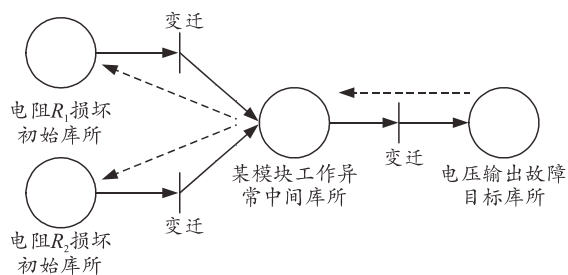 变迁
电阻R₁损坏
初始库所
某模块工作异
常中间库所
变迁
电压输出故障
目标库所
变迁
电阻R₂损坏
初始库所